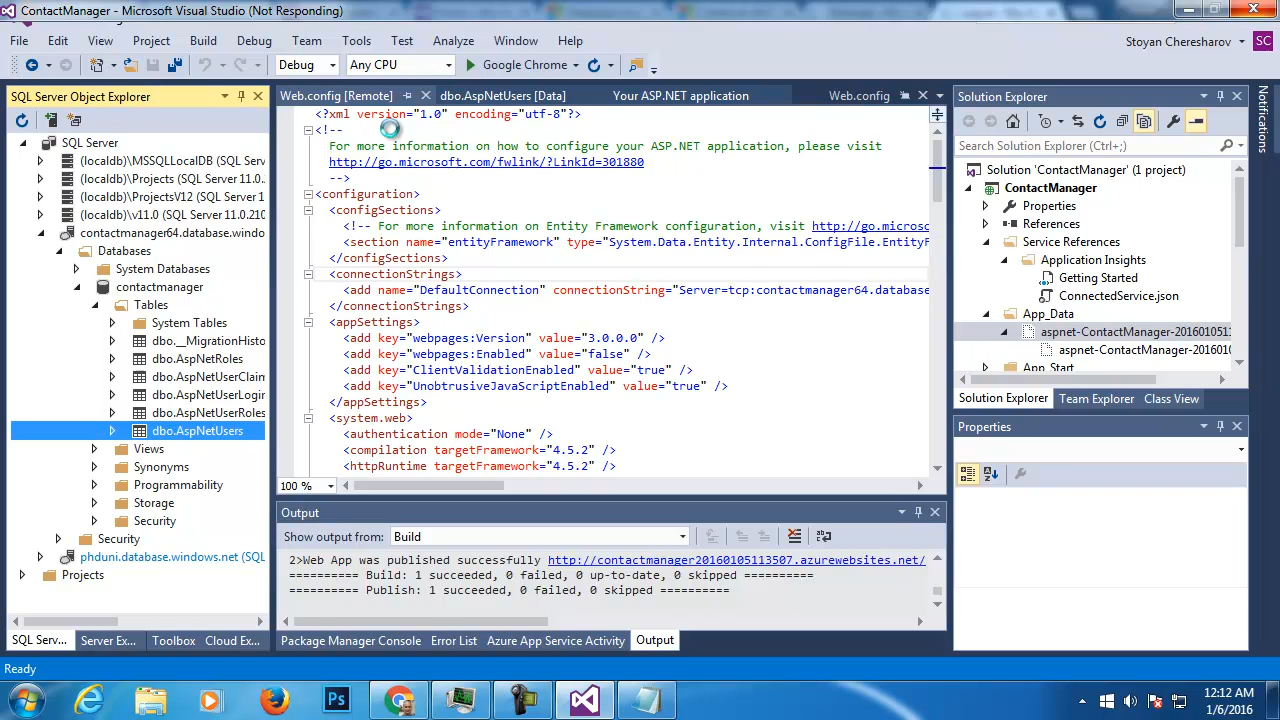 ContactManager - Microsoft Visual Studio (Not Responding)
File Edit View Project Build Debug Team Tools Test Analyze Window Help
Stoyan Cheresharov SC
Debug Any CPU Google Chrome
SQL Server Object Explorer
SQL Server
(localdb)\MSSQLLocalDB (SQL Server
(localdb)\Projects (SQL Server 11.0.
(localdb)\ProjectsV12 (SQL Server 1
(localdb)\v11.0 (SQL Server 11.0.210
contactmanager64.database.windo
Databases
System Databases
contactmanager
Tables
System Tables
dbo.__MigrationHisto
dbo.AspNetRoles
dbo.AspNetUserClaim
dbo.AspNetUserLogin
dbo.AspNetUserRoles
dbo.AspNetUsers
Views
Synonyms
Programmability
Storage
Security
Security
phduni.database.windows.net (SQL
Projects
SQL Serv... Server Ex... Toolbox Cloud Ex...
Web.config [Remote] dbo.AspNetUsers [Data] Your ASP.NET application Web.config
<?xml version="1.0" encoding="utf-8"?>
<!--
For more information on how to configure your ASP.NET application, please visit
http://go.microsoft.com/fwlink/?LinkId=301880
-->
<configuration>
<configSections>
<!-- For more information on Entity Framework configuration, visit http://go.microso
<section name="entityFramework" type="System.Data.Entity.Internal.ConfigFile.EntityF
</configSections>
<connectionStrings>
<add name="DefaultConnection" connectionString="Server=tcp:contactmanager64.database
</connectionStrings>
<appSettings>
<add key="webpages:Version" value="3.0.0.0" />
<add key="webpages:Enabled" value="false" />
<add key="ClientValidationEnabled" value="true" />
<add key="UnobtrusiveJavaScriptEnabled" value="true" />
</appSettings>
<system.web>
<authentication mode="None" />
<compilation targetFramework="4.5.2" />
<httpRuntime targetFramework="4.5.2" />
100 %
Output
Show output from: Build
2>Web App was published successfully http://contactmanager20160105113507.azurewebsites.net/
========== Build: 1 succeeded, 0 failed, 0 up-to-date, 0 skipped ==========
========== Publish: 1 succeeded, 0 failed, 0 skipped ==========
Package Manager Console Error List Azure App Service Activity Output
Solution Explorer
Search Solution Explorer (Ctrl+;)
Solution 'ContactManager' (1 project)
ContactManager
Properties
References
Service References
Application Insights
Getting Started
ConnectedService.json
App_Data
aspnet-ContactManager-2016010511
aspnet-ContactManager-201601
App_Start
Solution Explorer Team Explorer Class View
Properties
Notifications
Ready
Ps
12:12 AM
1/6/2016